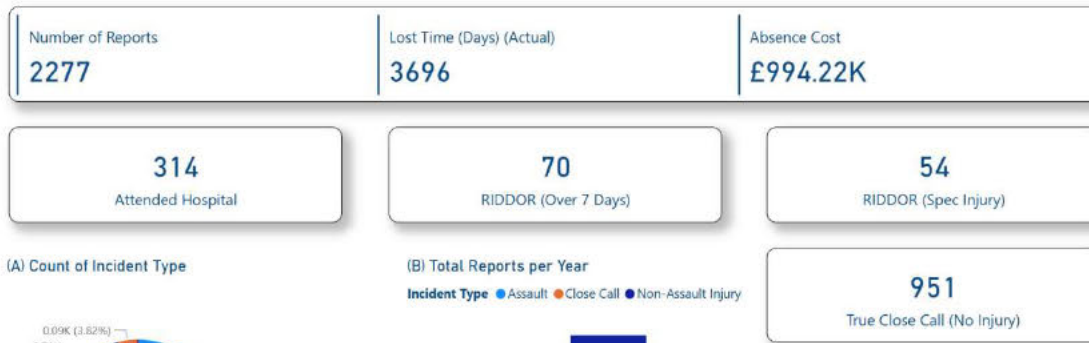 Number of Reports
2277
Lost Time (Days) (Actual)
3696
Absence Cost
£994.22K
314
Attended Hospital
70
RIDDOR (Over 7 Days)
54
RIDDOR (Spec Injury)
(A) Count of Incident Type
(B) Total Reports per Year
Incident Type Assault Close Call Non-Assault Injury
951
True Close Call (No Injury)
0.09K (3.82%)